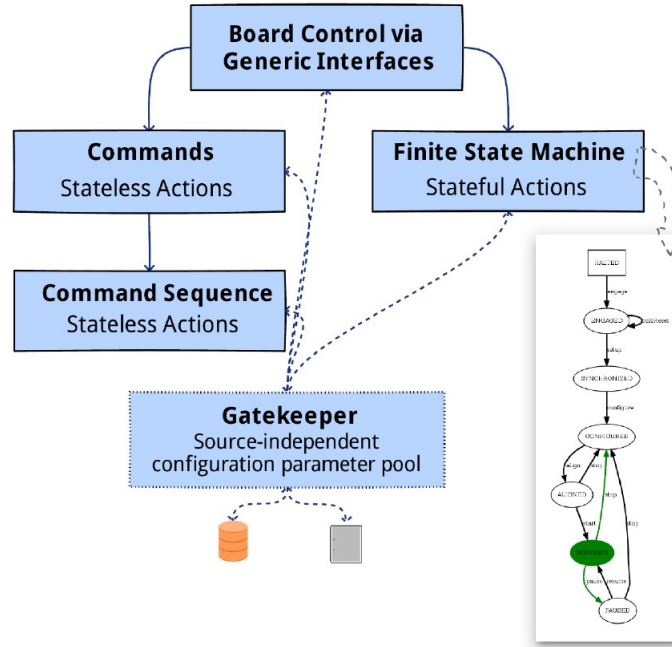 Board Control via
Generic Interfaces
Commands
Stateless Actions
Finite State Machine
Stateful Actions
Command Sequence
Stateless Actions
Gatekeeper
Source-independent
configuration parameter pool
HALTED
engage
ENGAGED
setup
SYNCHRONIZED
configure
CONFIGURED
align
stop
stop
stop
ALIGNED
start
RUNNING
pause
resume
PAUSED